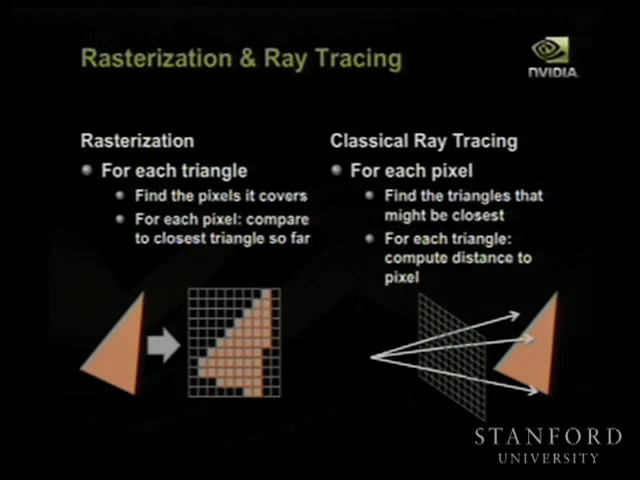 Rasterization & Ray Tracing
NVIDIA
Rasterization
For each triangle
Find the pixels it covers
For each pixel: compare
to closest triangle so far
Classical Ray Tracing
For each pixel
Find the triangles that
might be closest
For each triangle:
compute distance to
pixel
STANFORD
UNIVERSITY